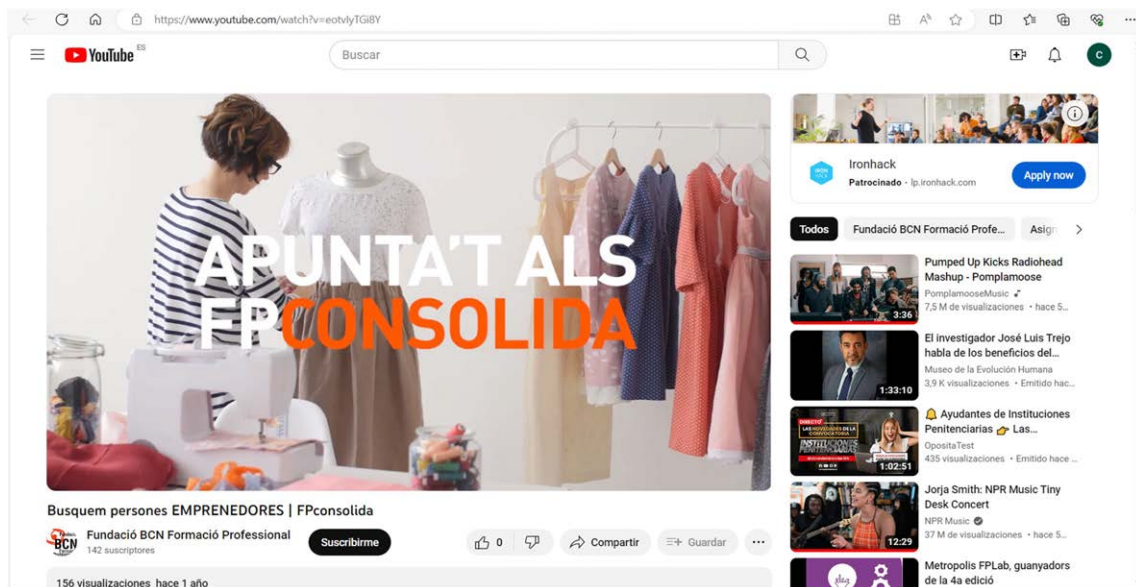 https://www.youtube.com/watch?v=eotvlyTGi8Y
YouTube ES
Buscar
C
APUNTA'T ALS
FPCONSOLIDA
Busquem persones EMPRENEDORES | FPconsolida
BCN
Fundació BCN Formació Professional
142 suscriptores
Suscribirme
0
Compartir
Guardar
156 visualizaciones hace 1 año
Ironhack
Patrocinado · lp.ironhack.com
Apply now
Todos
Fundació BCN Formació Profe...
Asign
Pumped Up Kicks Radiohead
Mashup - Pomplamoose
PomplamooseMusic
7,5 M de visualizaciones • hace 5...
3:36
El investigador José Luis Trejo
habla de los beneficios del...
Museo de la Evolución Humana
3,9 K visualizaciones • Emitido hac...
1:33:10
Ayudantes de Instituciones
Penitenciarias 👉 Las...
OpositaTest
435 visualizaciones • Emitido hace ...
1:02:51
Jorja Smith: NPR Music Tiny
Desk Concert
NPR Music
37 M de visualizaciones • hace 5...
12:29
Metropolis FPLab, guanyadors
de la 4a edició